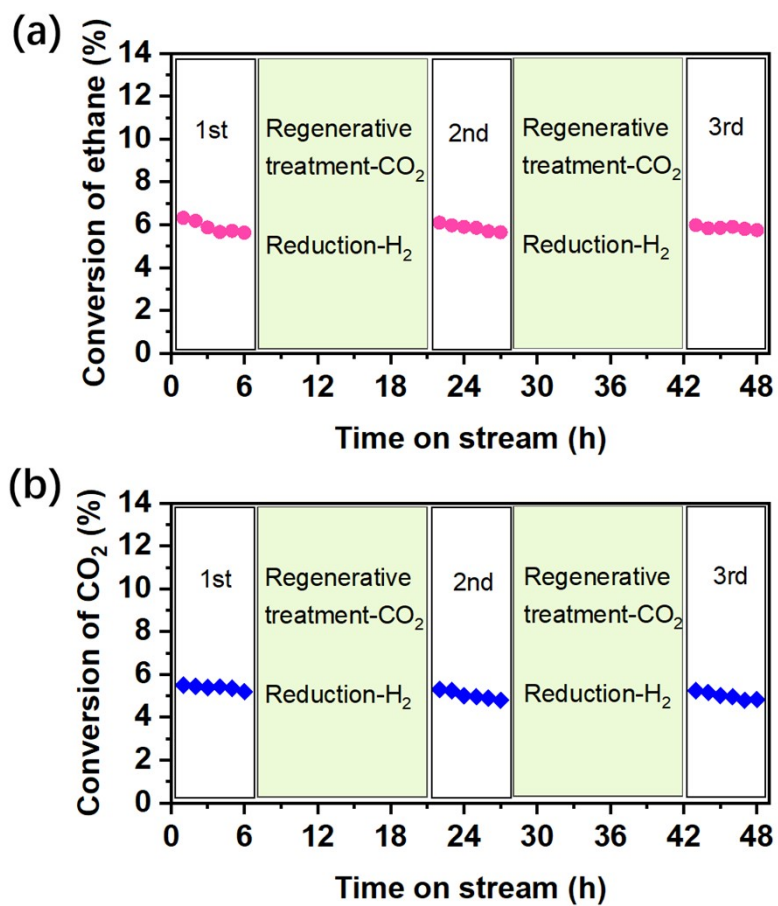 (a)
Conversion of ethane (%)
14
12
10
8
6
4
2
0
1st
Regenerative
treatment-CO₂
Reduction-H₂
2nd
Regenerative
treatment-CO₂
Reduction-H₂
3rd
0 6 12 18 24 30 36 42 48
Time on stream (h)
(b)
Conversion of CO₂ (%)
14
12
10
8
6
4
2
0
1st
Regenerative
treatment-CO₂
Reduction-H₂
2nd
Regenerative
treatment-CO₂
Reduction-H₂
3rd
0 6 12 18 24 30 36 42 48
Time on stream (h)